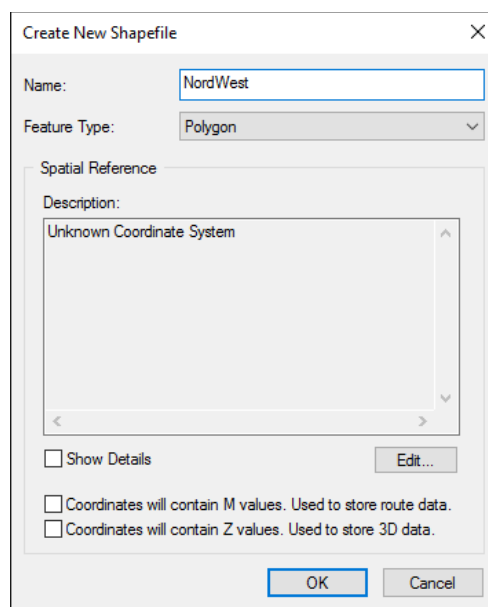 Create New Shapefile
Name: NordWest
Feature Type: Polygon
Spatial Reference
Description:
Unknown Coordinate System
Show Details
Edit...
Coordinates will contain M values. Used to store route data.
Coordinates will contain Z values. Used to store 3D data.
OK Cancel